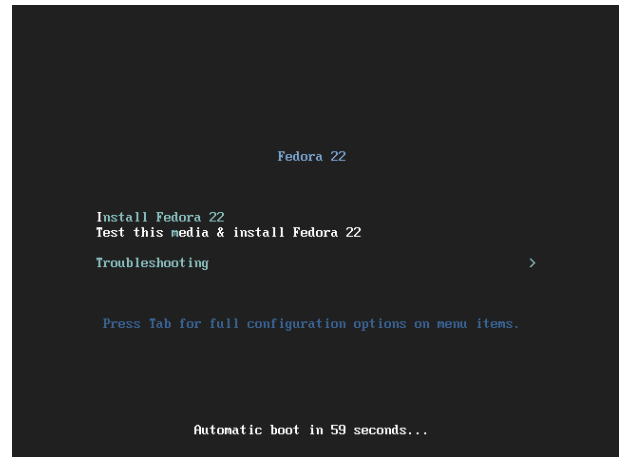 Fedora 22
Install Fedora 22
Test this media & install Fedora 22
Troubleshooting >
Press Tab for full configuration options on menu items.
Automatic boot in 59 seconds...